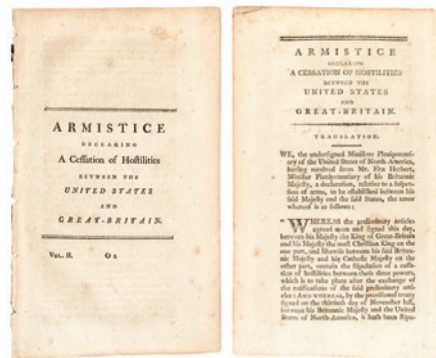 ARMISTICE
DECLARING
A Cessation of Hostilities
BETWEEN THE
UNITED STATES
AND
GREAT-BRITAIN.
VOL. II. O 2
ARMISTICE
DECLARING
A CESSATION OF HOSTILITIES
BETWEEN THE
UNITED STATES
AND
GREAT-BRITAIN.
TRANSLATION.
WE, the undersigned Ministers Plenipotenti-
ary of the United States of North-America,
having received from Mr. Fitz Herbert,
Minister Plenipotentiary of his Britannic
Majesty, a declaration, relative to a suspen-
sion of arms, to be established between his
said Majesty and the said States, the tenor
whereof is as follows:
"WHEREAS the preliminary articles
agreed upon and signed this day,
between his Majesty the King of Great-Britain
and his Majesty the most Christian King on the
one part, and likewise between his said Britan-
nic Majesty and his Catholic Majesty on the
other part, contain the stipulation of a cessa-
tion of hostilities between those three powers,
which is to take place after the exchange of
the ratifications of the said preliminary arti-
cles: AND WHEREAS, by the provisional treaty
signed on the thirtieth day of November last,
between his Britannic Majesty and the United
States of North-America, it hath been stipu-